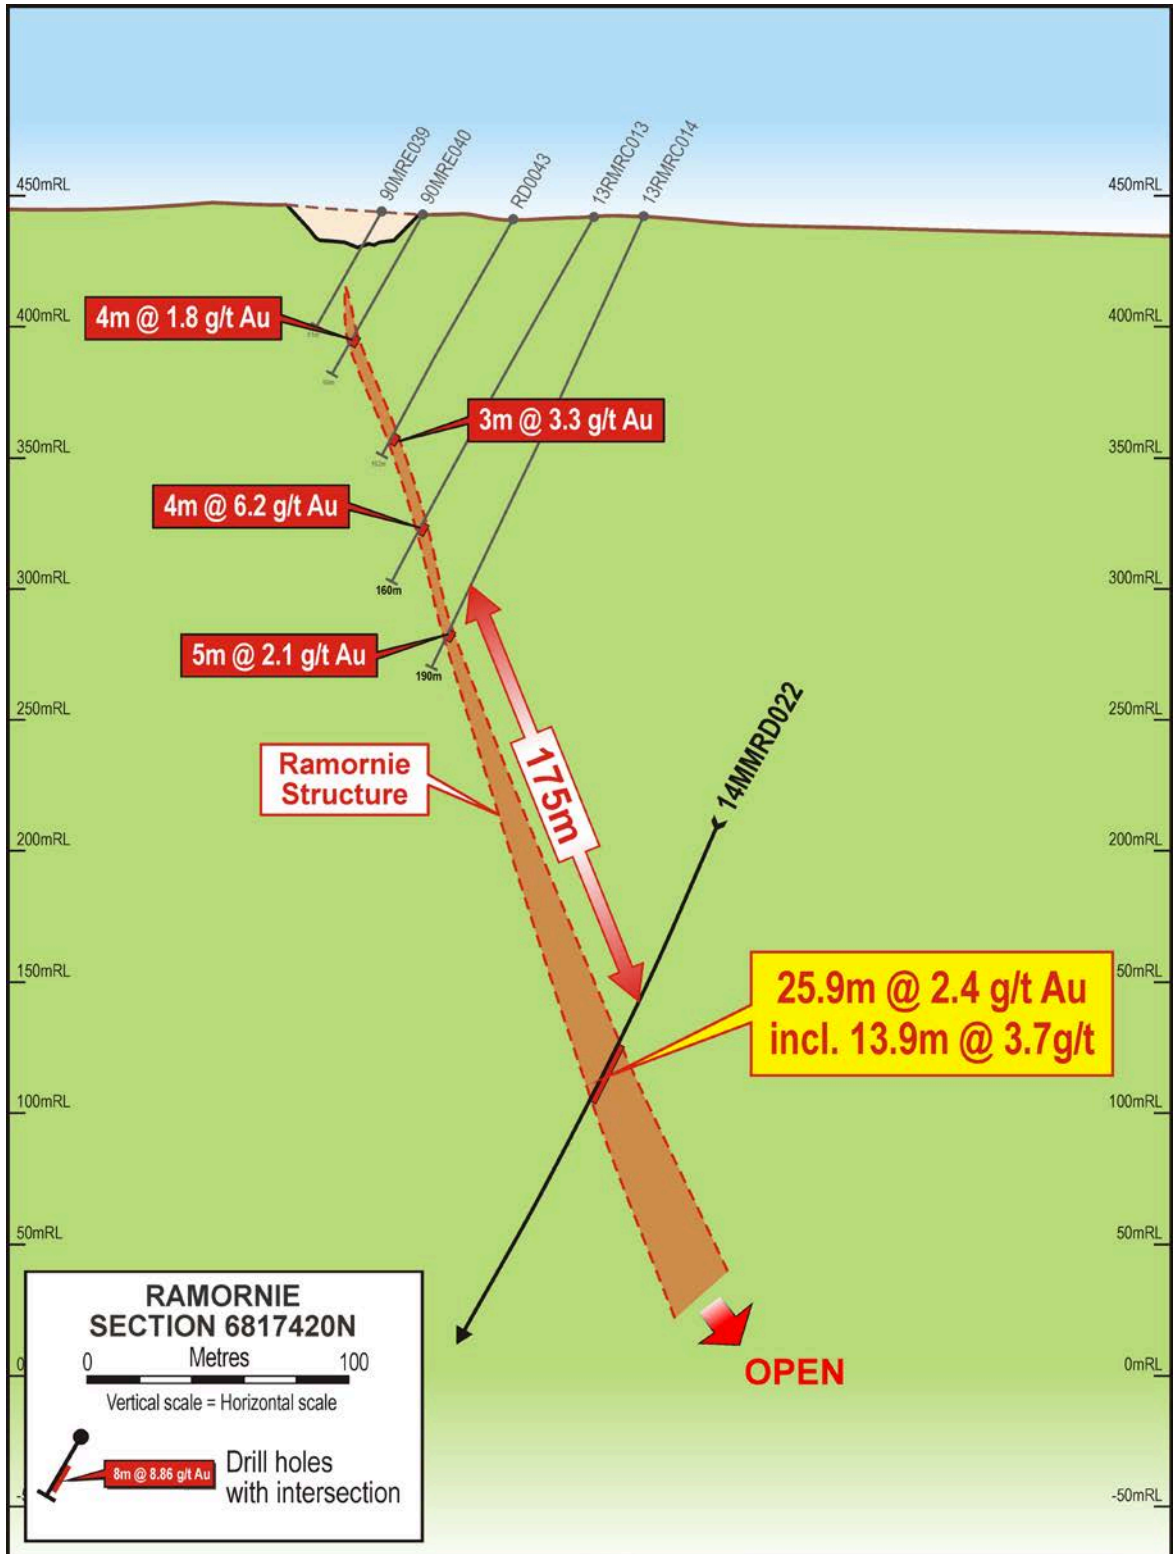 90MRE039
90MRE040
RD0043
13RMRC013
13RMRC014
450mRL
450mRL
4m @ 1.8 g/t Au
400mRL
400mRL
3m @ 3.3 g/t Au
350mRL
350mRL
4m @ 6.2 g/t Au
300mRL
300mRL
160m
5m @ 2.1 g/t Au
190m
250mRL
250mRL
175m
14MMRD022
Ramornie
Structure
200mRL
200mRL
150mRL
50mRL
25.9m @ 2.4 g/t Au
incl. 13.9m @ 3.7g/t
100mRL
100mRL
50mRL
50mRL
RAMORNIE
SECTION 6817420N
0 Metres 100
Vertical scale = Horizontal scale
0
0mRL
OPEN
8m @ 8.86 g/t Au
Drill holes
with intersection
-50mRL